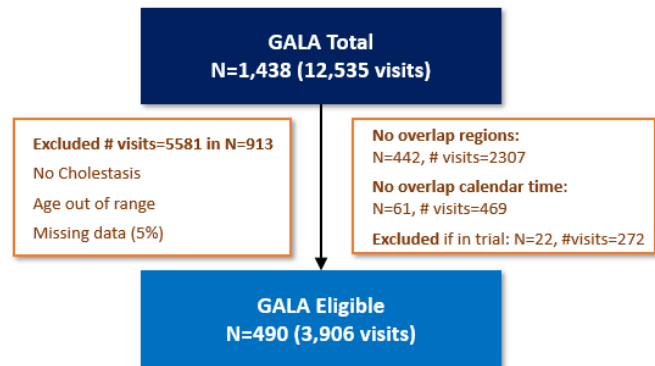 GALA Total
N=1,438 (12,535 visits)
Excluded # visits=5581 in N=913
No Cholestasis
Age out of range
Missing data (5%)
No overlap regions:
N=442, # visits=2307
No overlap calendar time:
N=61, # visits=469
Excluded if in trial: N=22, #visits=272
GALA Eligible
N=490 (3,906 visits)